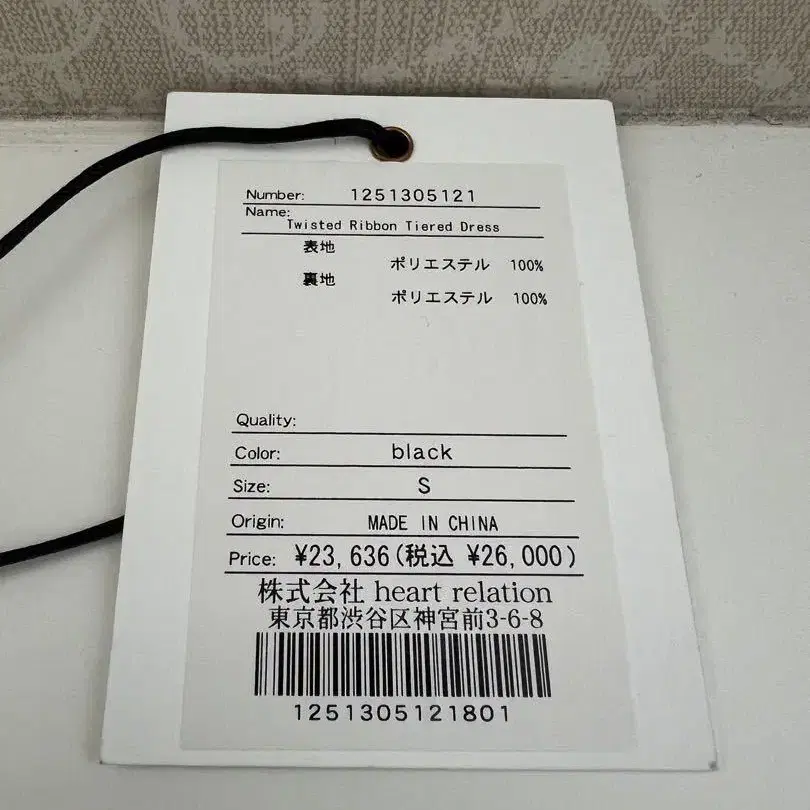 Number: 1251305121
Name:
Twisted Ribbon Tiered Dress
表地
ポリエステル 100%
裏地
ポリエステル 100%
Quality:
Color: black
Size: S
Origin: MADE IN CHINA
Price: ¥23,636(税込 ¥26,000)
株式会社 heart relation
東京都渋谷区神宮前3-6-8
1251305121801